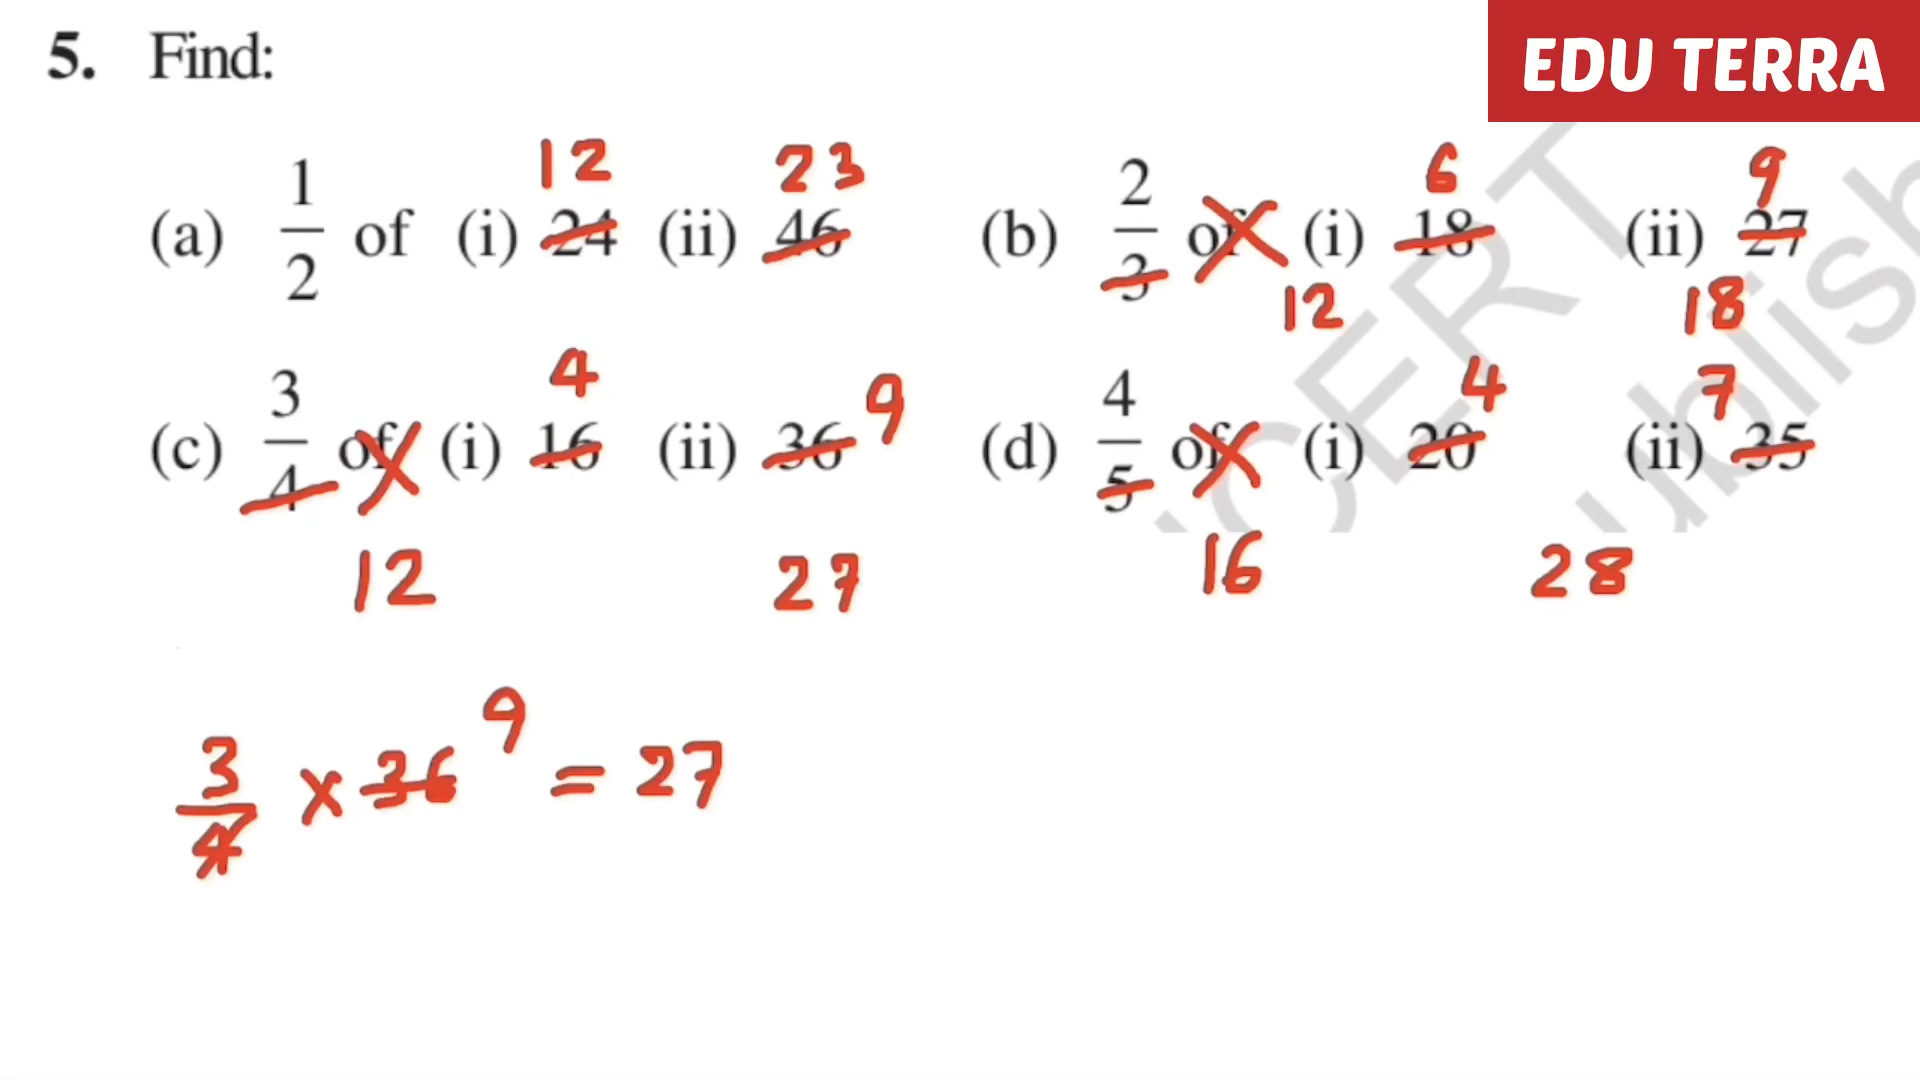 5. Find:
EDU TERRA
12 23 6 9
(a) 1/2 of (i) 24 (ii) 46 (b) 2/3 of × (i) 18 (ii) 27
12 18
4 9 4 7
(c) 3/4 of × (i) 16 (ii) 36 (d) 4/5 of × (i) 20 (ii) 35
12 27 16 28
9
3/4 × 36 = 27